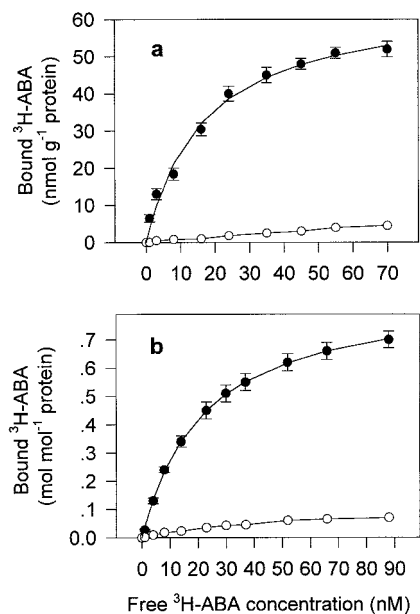 a
Bound ³H-ABA
(nmol g⁻¹ protein)
60
50
40
30
20
10
0
0 10 20 30 40 50 60 70
b
Bound ³H-ABA
(mol mol⁻¹ protein)
.7
.6
.5
.4
.3
.2
.1
0.0
0 10 20 30 40 50 60 70 80 90
Free ³H-ABA concentration (nM)